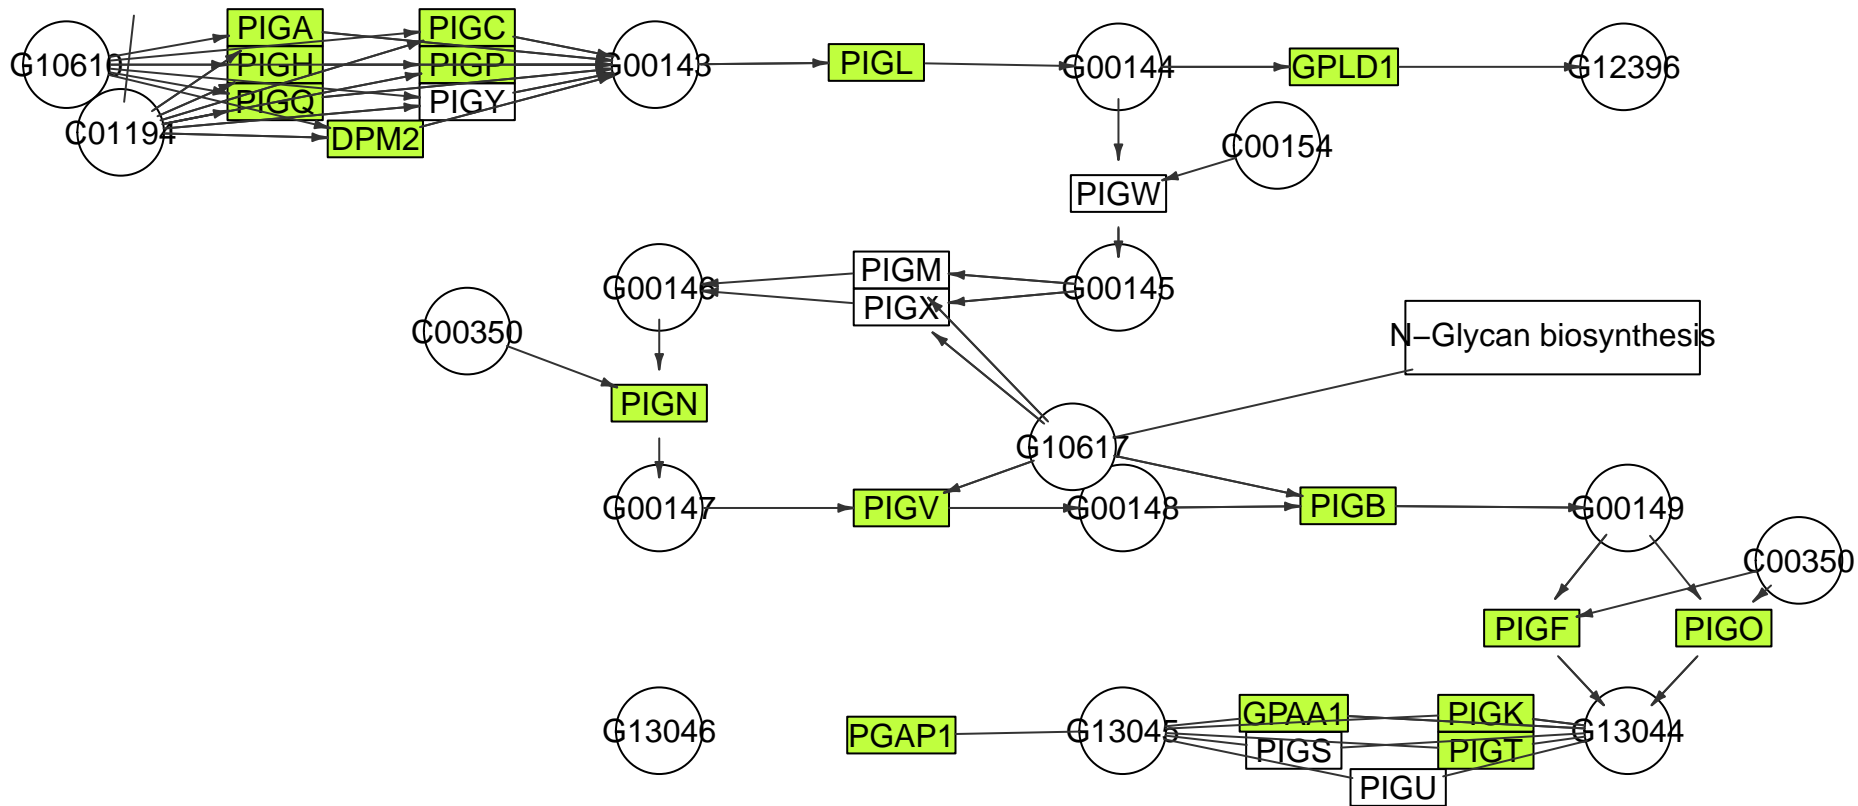 PIGA
PIGC
G10610
PIGH
PIGP
G00143
PIGL
G00144
GPLD1
G12396
PIGQ
PIGY
C01194
DPM2
C00154
PIGW
PIGM
G00146
G00145
PIGX
C00350
N−Glycan biosynthesis
PIGN
G10617
G00147
PIGV
G00148
PIGB
G00149
C00350
PIGF
PIGO
GPAA1
PIGK
G13046
PGAP1
G13045
G13044
PIGS
PIGT
PIGU